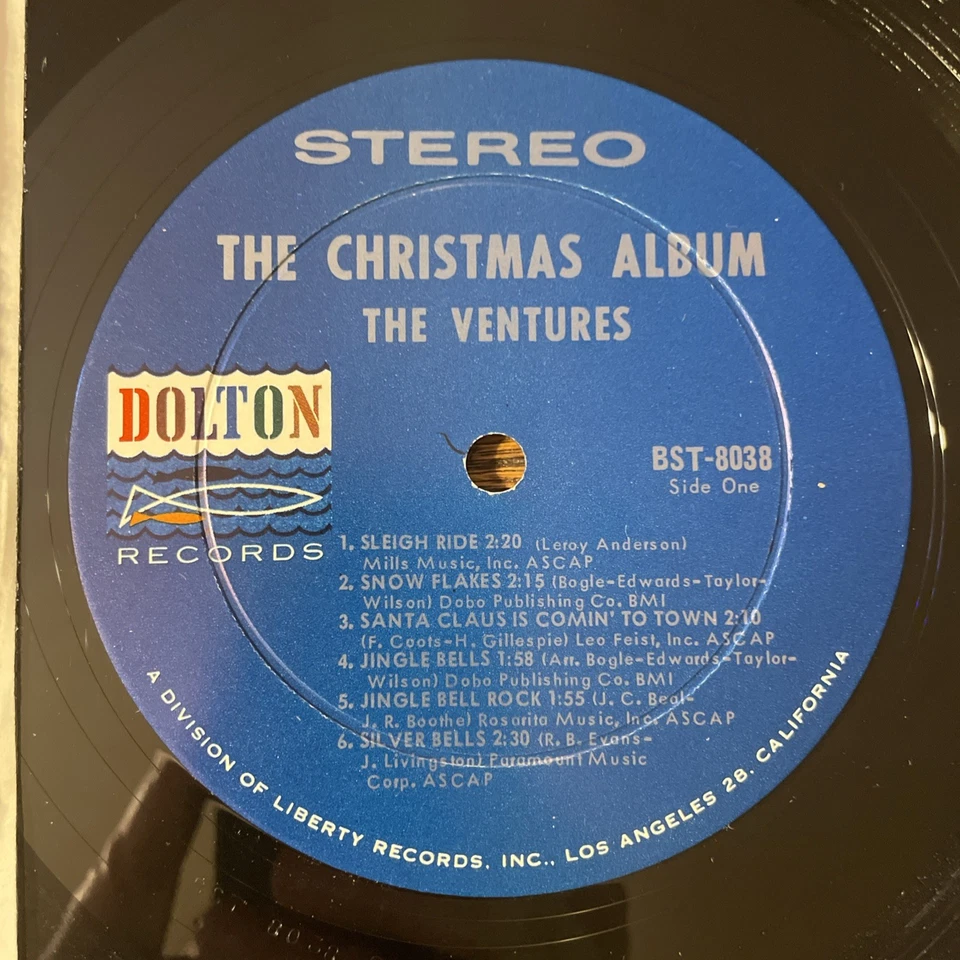 STEREO
THE CHRISTMAS ALBUM
THE VENTURES
DOLTON
RECORDS
BST-8038
Side One
1. SLEIGH RIDE 2:20 (Leroy Anderson)
Mills Music, Inc. ASCAP
2. SNOW FLAKES 2:15 (Bogle-Edwards-Taylor-
Wilson) Dobo Publishing Co. BMI
3. SANTA CLAUS IS COMIN' TO TOWN 2:10
(F. Coots-H. Gillespie) Leo Feist, Inc. ASCAP
4. JINGLE BELLS 1:58 (Arr. Bogle-Edwards-Taylor-
Wilson) Dobo Publishing Co. BMI
5. JINGLE BELL ROCK 1:55 (J. C. Beal-
J. R. Boothe) Rosarita Music, Inc. ASCAP
6. SILVER BELLS 2:30 (R. B. Evans-
J. Livingston) Paramount Music
Corp. ASCAP
A DIVISION OF LIBERTY RECORDS, INC., LOS ANGELES 28, CALIFORNIA